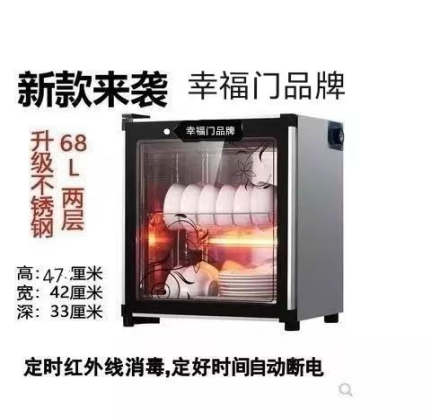 新款来袭 幸福门品牌
幸福门品牌
升级不锈钢
68L 两层
高:47.厘米
宽: 42厘米
深: 33厘米
定时红外线消毒,定好时间自动断电